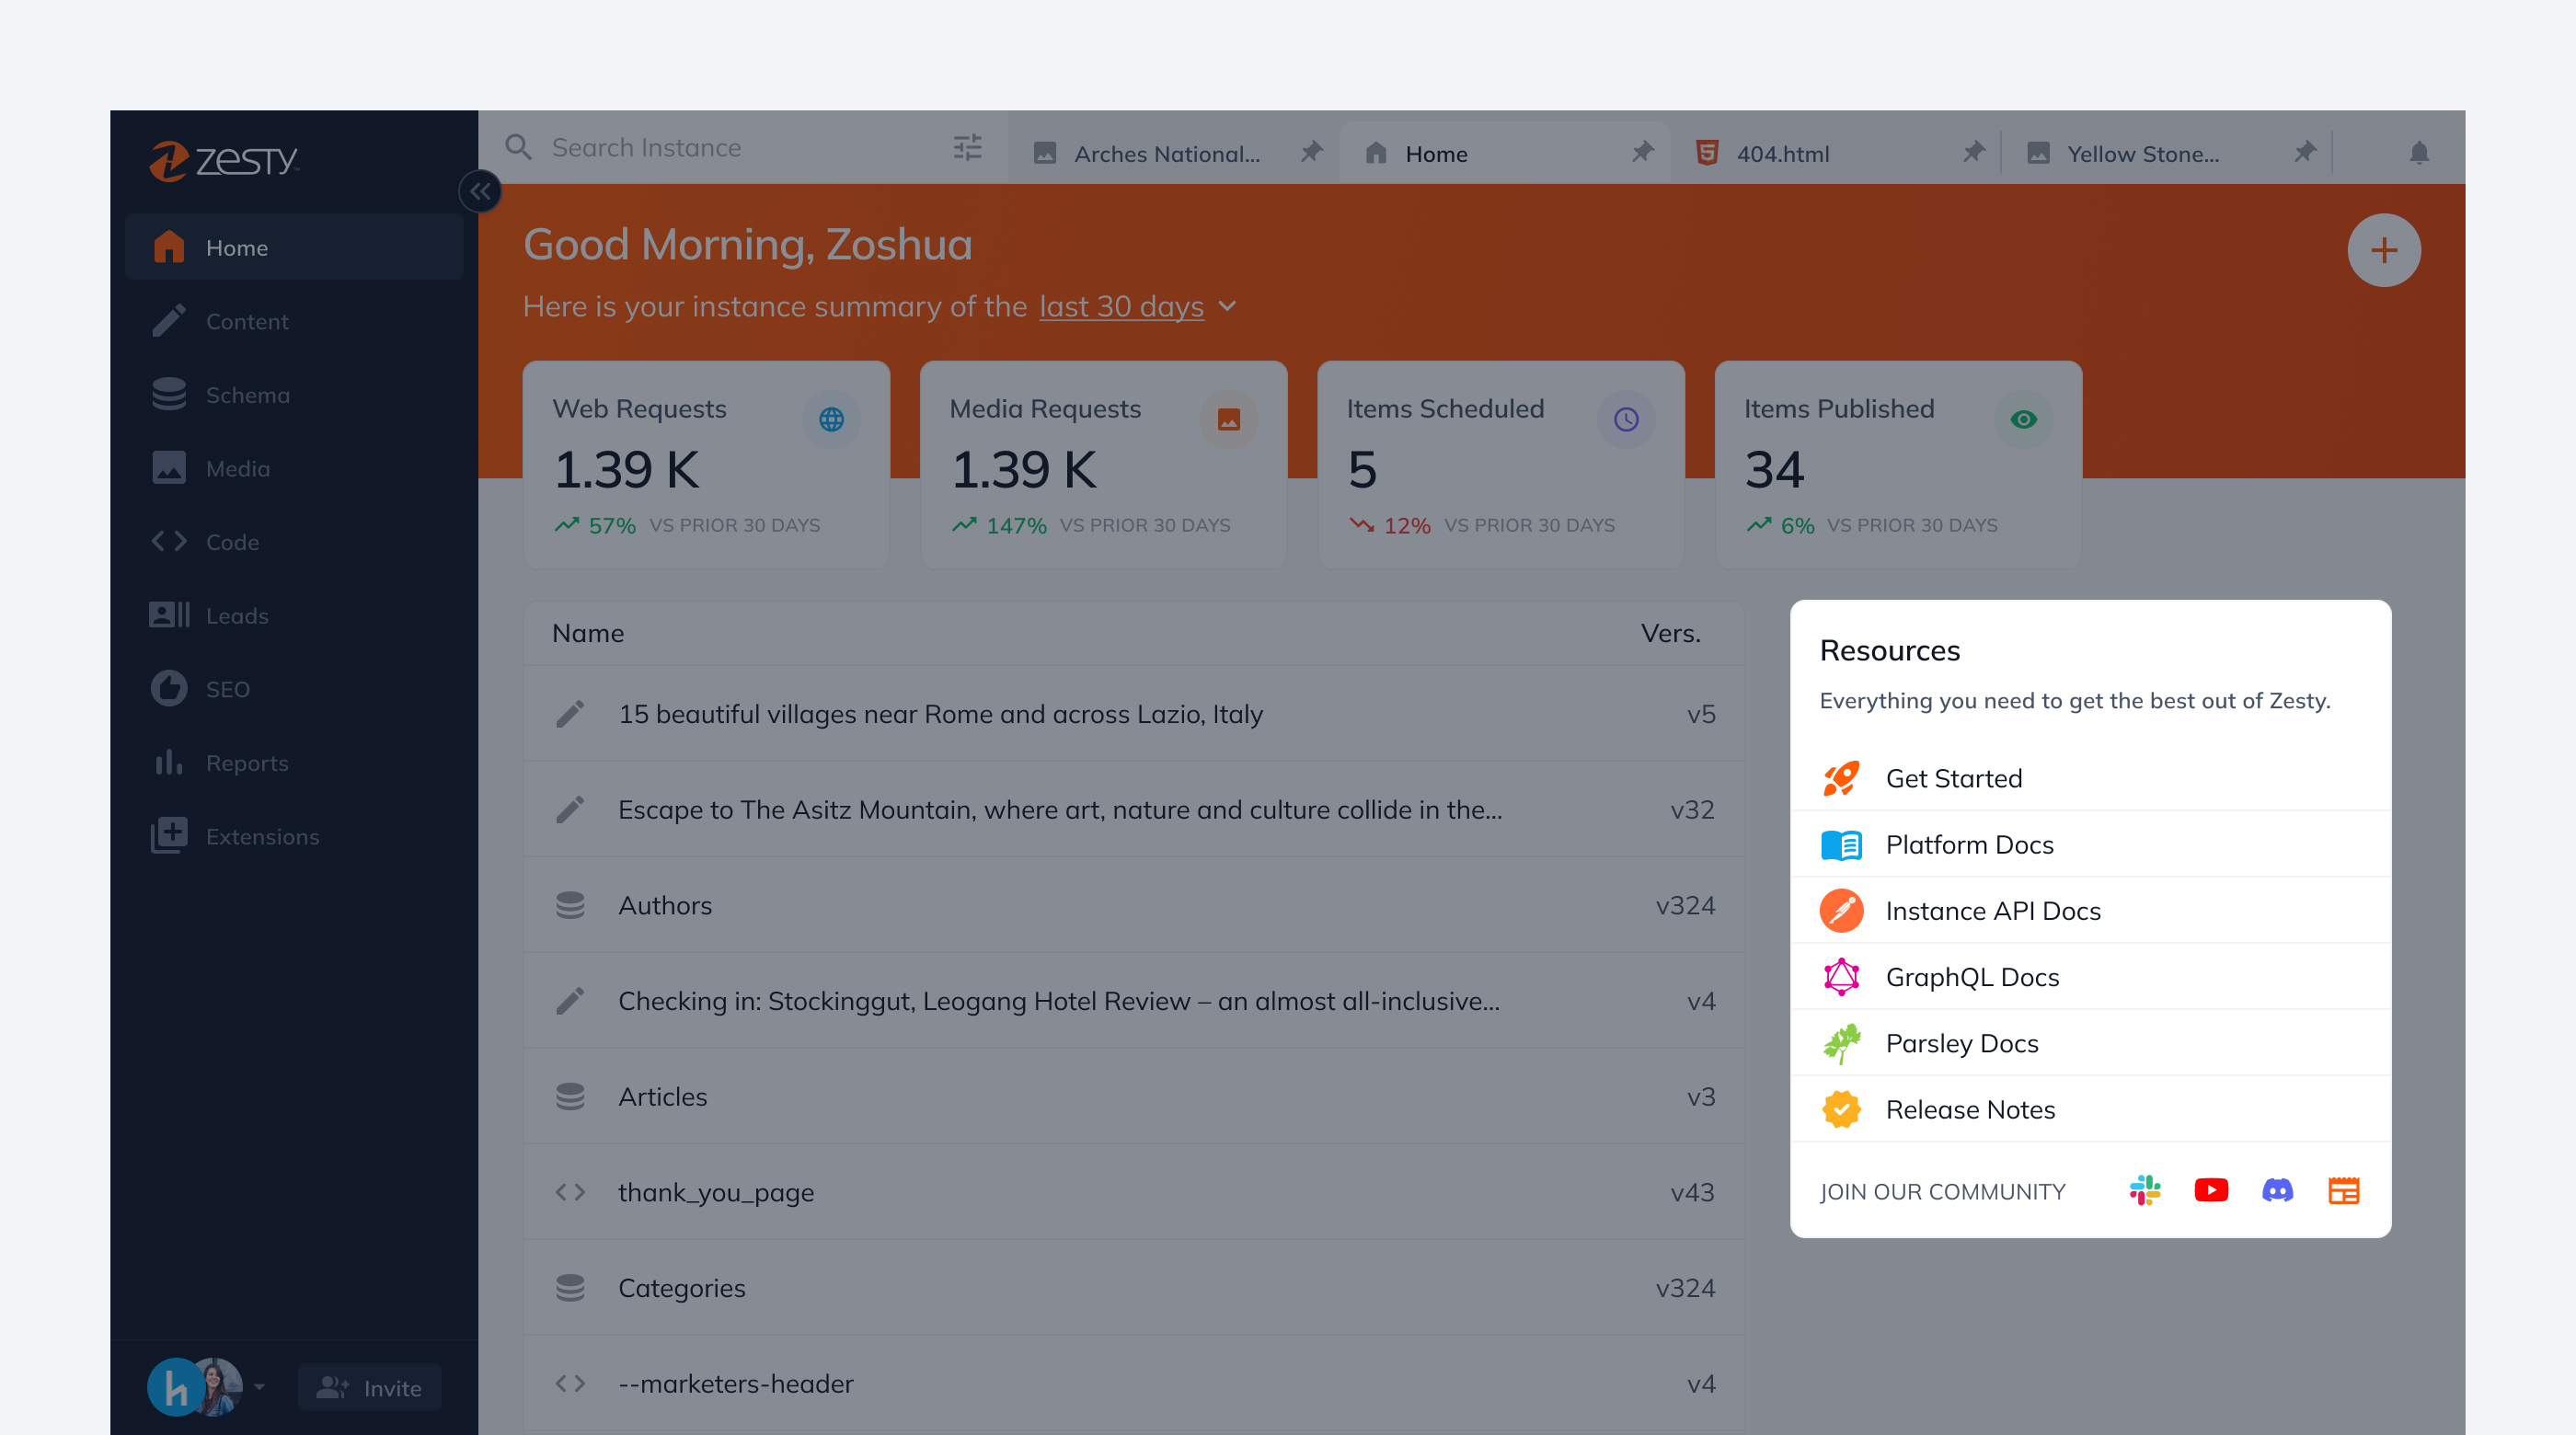 zesty
Home
Content
Schema
Media
Code
Leads
SEO
Reports
Extensions
h
Invite
Search Instance
Arches National...
Home
404.html
Yellow Stone...
Good Morning, Zoshua
Here is your instance summary of the last 30 days
Web Requests
1.39 K
57% VS PRIOR 30 DAYS
Media Requests
1.39 K
147% VS PRIOR 30 DAYS
Items Scheduled
5
12% VS PRIOR 30 DAYS
Items Published
34
6% VS PRIOR 30 DAYS
Name Vers.
15 beautiful villages near Rome and across Lazio, Italy v5
Escape to The Asitz Mountain, where art, nature and culture collide in the... v32
Authors v324
Checking in: Stockinggut, Leogang Hotel Review – an almost all-inclusive... v4
Articles v3
thank_you_page v43
Categories v324
--marketers-header v4
Resources
Everything you need to get the best out of Zesty.
Get Started
Platform Docs
Instance API Docs
GraphQL Docs
Parsley Docs
Release Notes
JOIN OUR COMMUNITY